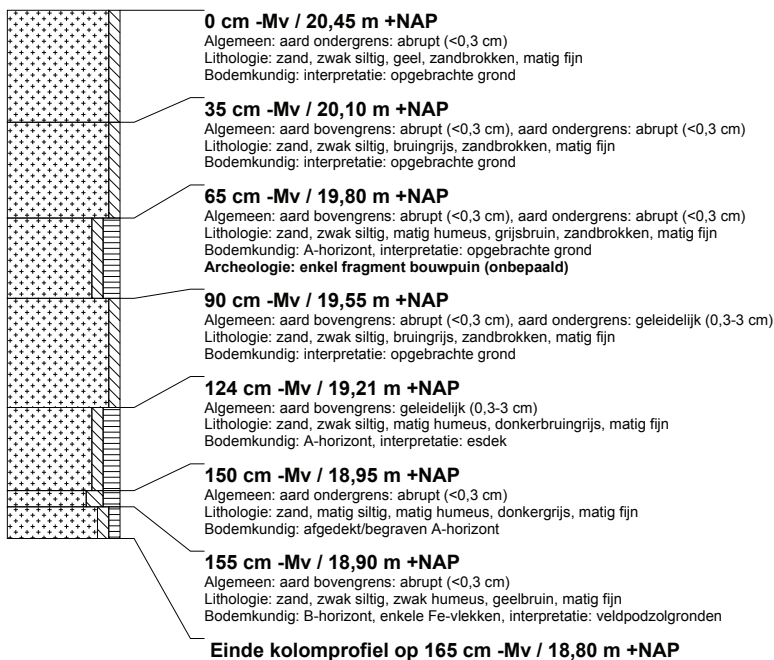 0 cm -Mv / 20,45 m +NAP
Algemeen: aard ondergrens: abrupt (<0,3 cm)
Lithologie: zand, zwak siltig, geel, zandbrokken, matig fijn
Bodemkundig: interpretatie: opgebrachte grond
35 cm -Mv / 20,10 m +NAP
Algemeen: aard bovengrens: abrupt (<0,3 cm), aard ondergrens: abrupt (<0,3 cm)
Lithologie: zand, zwak siltig, bruingrijs, zandbrokken, matig fijn
Bodemkundig: interpretatie: opgebrachte grond
65 cm -Mv / 19,80 m +NAP
Algemeen: aard bovengrens: abrupt (<0,3 cm), aard ondergrens: abrupt (<0,3 cm)
Lithologie: zand, zwak siltig, matig humeus, grijsbruin, zandbrokken, matig fijn
Bodemkundig: A-horizont, interpretatie: opgebrachte grond
Archeologie: enkel fragment bouwpuin (onbepaald)
90 cm -Mv / 19,55 m +NAP
Algemeen: aard bovengrens: abrupt (<0,3 cm), aard ondergrens: geleidelijk (0,3-3 cm)
Lithologie: zand, zwak siltig, bruingrijs, zandbrokken, matig fijn
Bodemkundig: interpretatie: opgebrachte grond
124 cm -Mv / 19,21 m +NAP
Algemeen: aard bovengrens: geleidelijk (0,3-3 cm)
Lithologie: zand, zwak siltig, matig humeus, donkerbruingrijs, matig fijn
Bodemkundig: A-horizont, interpretatie: esdek
150 cm -Mv / 18,95 m +NAP
Algemeen: aard ondergrens: abrupt (<0,3 cm)
Lithologie: zand, matig siltig, matig humeus, donkergrijs, matig fijn
Bodemkundig: afgedekt/begraven A-horizont
155 cm -Mv / 18,90 m +NAP
Algemeen: aard bovengrens: abrupt (<0,3 cm)
Lithologie: zand, zwak siltig, zwak humeus, geelbruin, matig fijn
Bodemkundig: B-horizont, enkele Fe-vlekken, interpretatie: veldpodzolgronden
Einde kolomprofiel op 165 cm -Mv / 18,80 m +NAP